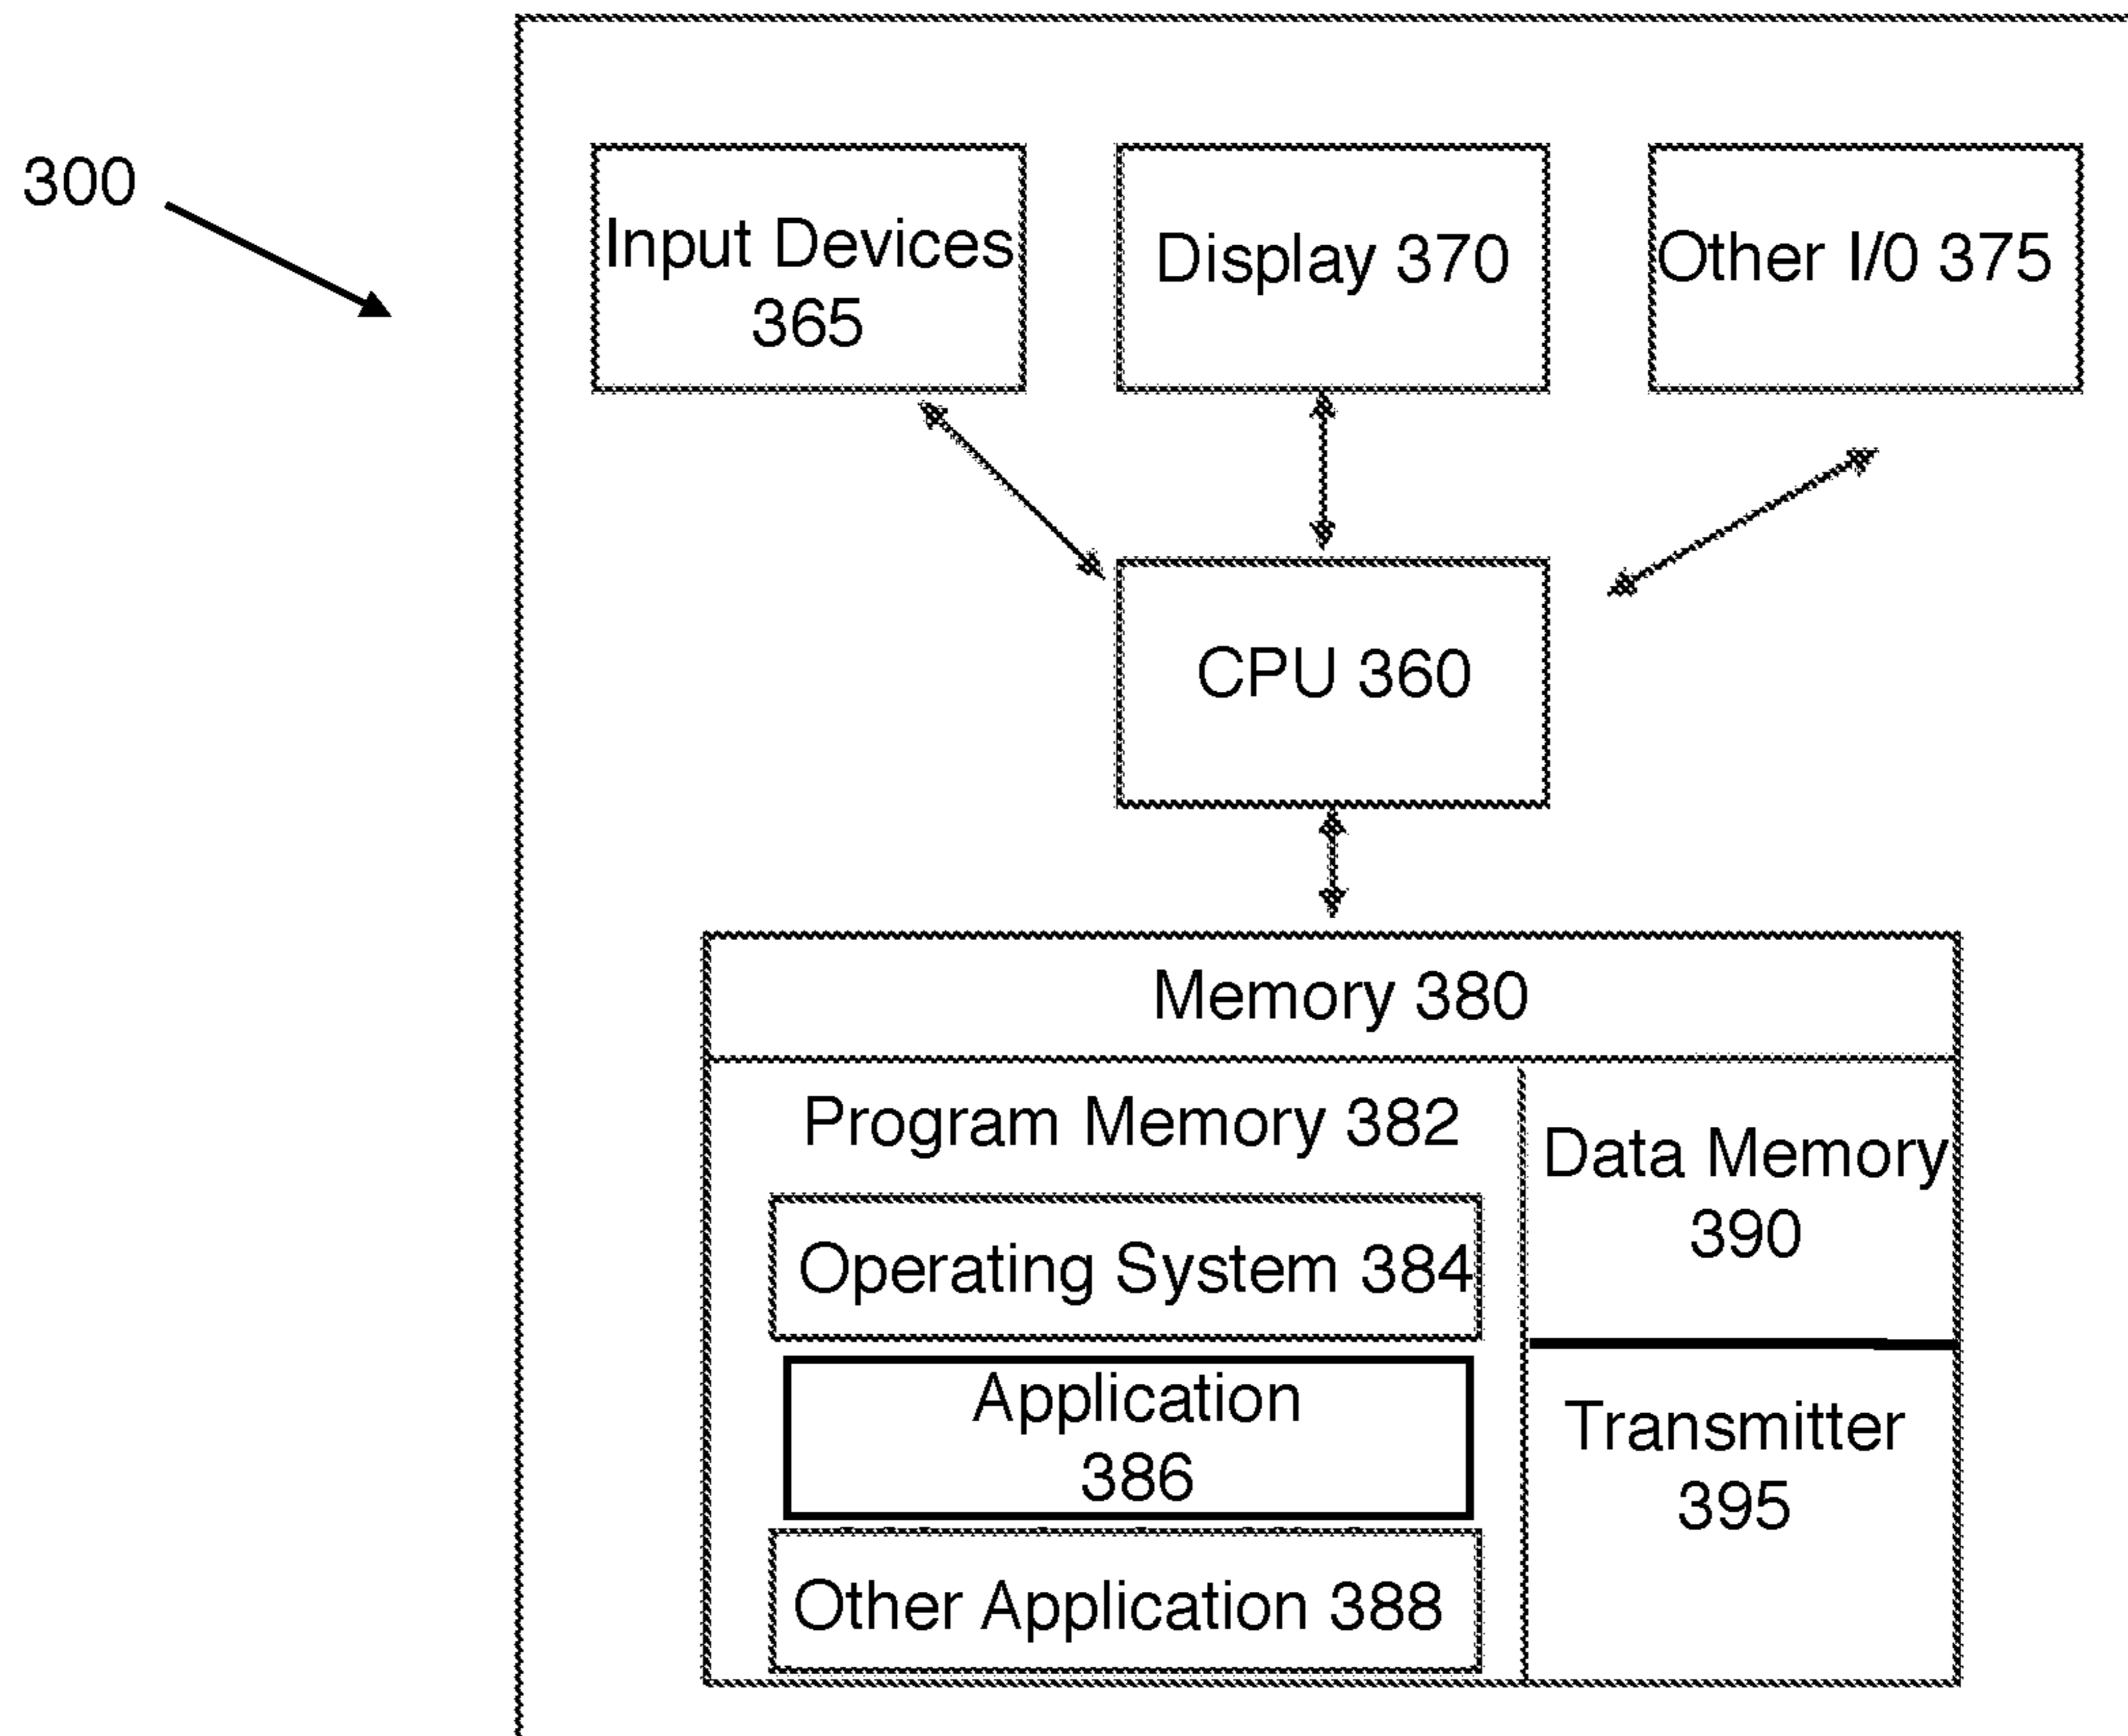 300
Input Devices
365
Display 370
Other I/0 375
CPU 360
Memory 380
Program Memory 382
Data Memory
390
Operating System 384
Application
386
Transmitter
395
Other Application 388